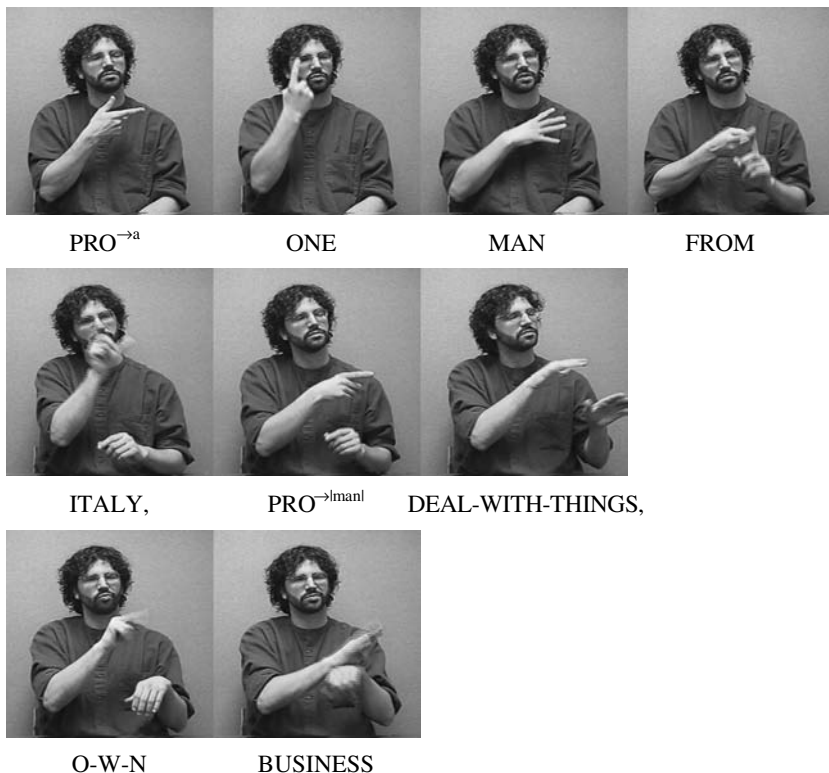 PRO→a ONE MAN FROM
ITALY, PRO→|man| DEAL-WITH-THINGS,
O-W-N BUSINESS